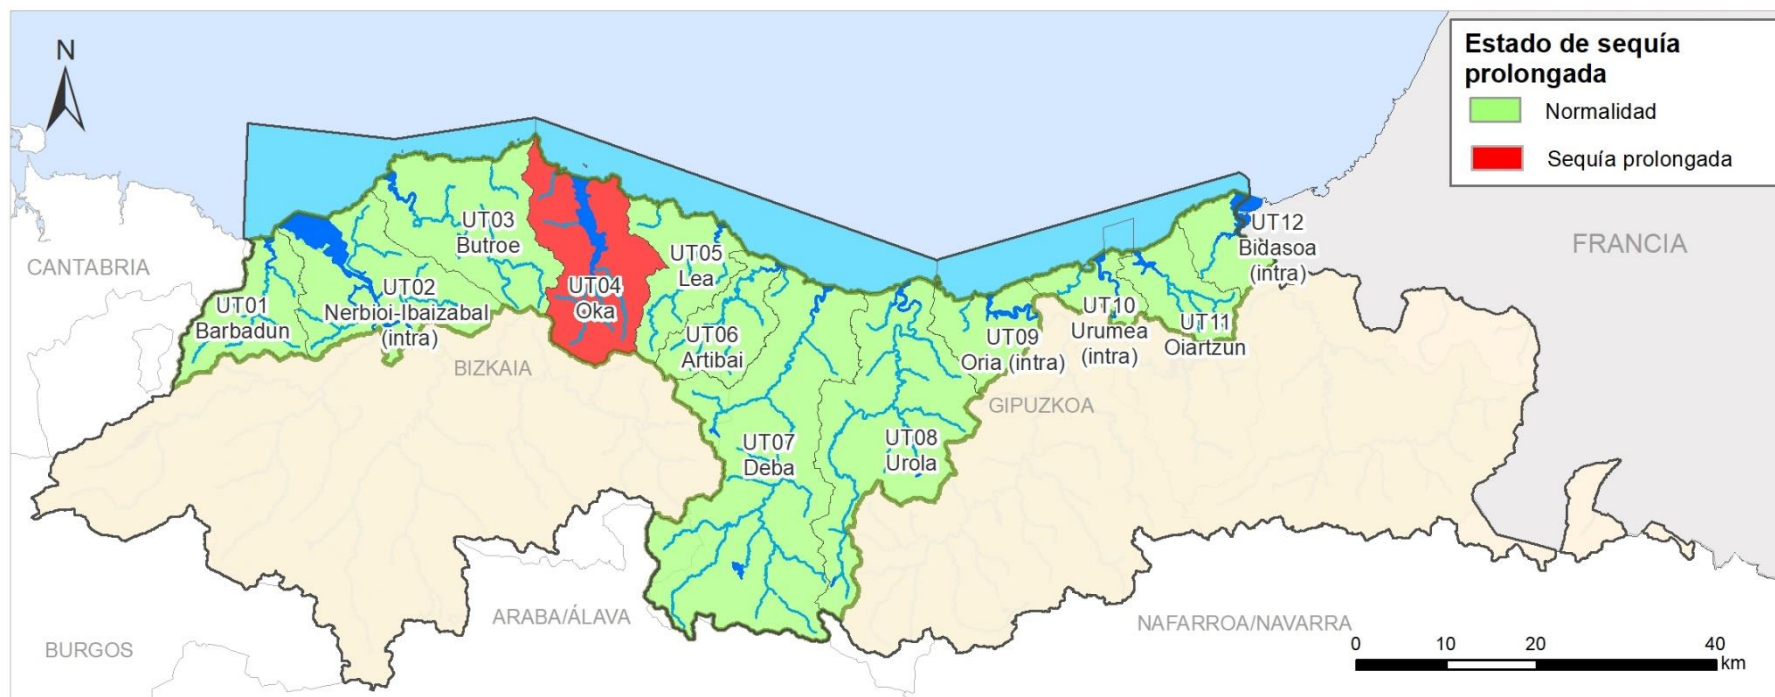 N
Estado de sequía
prolongada
Normalidad
Sequía prolongada
UT03
Butroe
UT12
Bidasoa
(intra)
FRANCIA
CANTABRIA
UT05
Lea
UT04
Oka
UT02
Nerbioi-Ibaizabal
(intra)
UT01
Barbadun
UT10
Urumea
(intra)
UT11
Oiartzun
UT06
Artibai
UT09
Oria (intra)
BIZKAIA
GIPUZKOA
UT07
Deba
UT08
Urola
ARABA/ÁLAVA
NAFARROA/NAVARRA
BURGOS
0 10 20 40
km